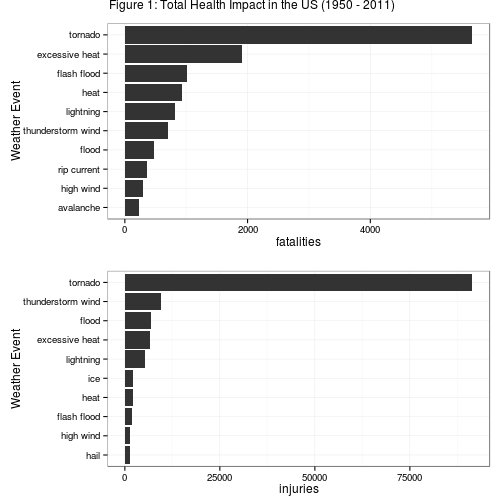 Figure 1: Total Health Impact in the US (1950 - 2011)
Weather Event
tornado
excessive heat
flash flood
heat
lightning
thunderstorm wind
flood
rip current
high wind
avalanche
0 2000 4000
fatalities
Weather Event
tornado
thunderstorm wind
flood
excessive heat
lightning
ice
heat
flash flood
high wind
hail
0 25000 50000 75000
injuries